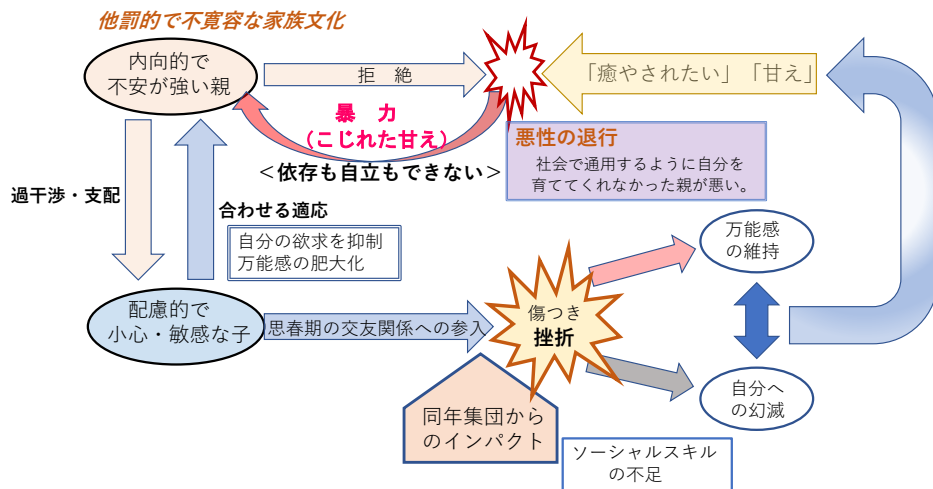 他罰的で不寛容な家族文化
内向的で
不安が強い親
拒 絶
「癒やされたい」「甘え」
暴 力
（こじれた甘え）
＜依存も自立もできない＞
悪性の退行
社会で通用するように自分を
育ててくれなかった親が悪い。
過干渉・支配
合わせる適応
自分の欲求を抑制
万能感の肥大化
万能感
の維持
配慮的で
小心・敏感な子
思春期の交友関係への参入
傷つき
挫折
自分へ
の幻滅
同年集団から
のインパクト
ソーシャルスキル
の不足